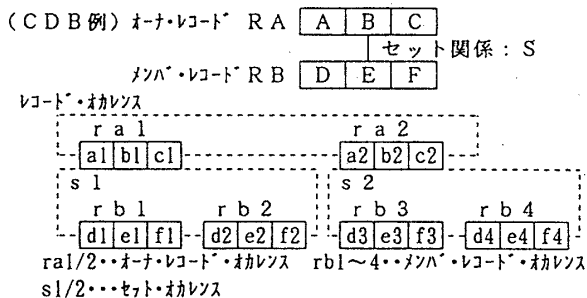 (CDB例) オーナ・レコード RA A B C
セット関係:S
メンバ・レコード RB D E F
レコード・オカレンス
ra1 ra2
a1 b1 c1 a2 b2 c2
s1 s2
rb1 rb2 rb3 rb4
d1 e1 f1 d2 e2 f2 d3 e3 f3 d4 e4 f4
ra1/2・・オーナ・レコード・オカレンス rb1〜4・・メンバ・レコード・オカレンス
s1/2・・・セット・オカレンス